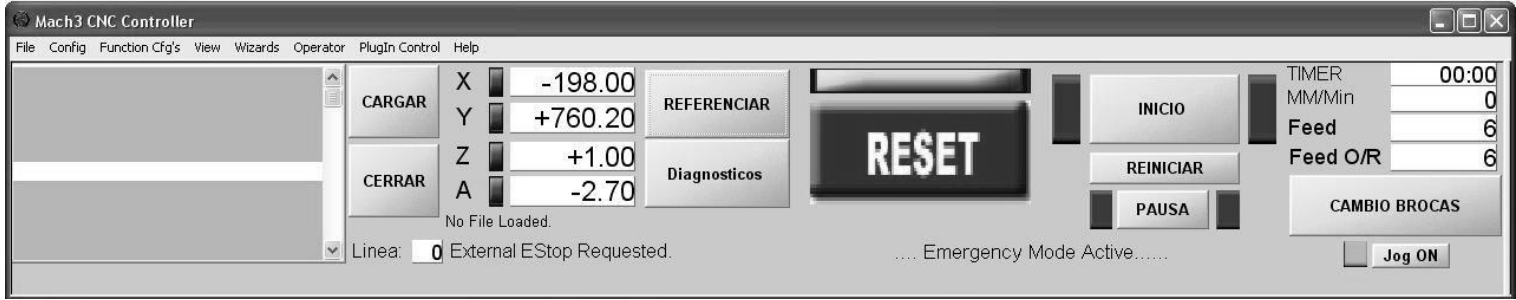 Mach3 CNC Controller
File Config Function Cfg's View Wizards Operator PlugIn Control Help
CARGAR
CERRAR
X -198.00
Y +760.20
Z +1.00
A -2.70
No File Loaded.
Linea: 0 External EStop Requested.
REFERENCIAR
Diagnosticos
RESET
.... Emergency Mode Active......
INICIO
REINICIAR
PAUSA
TIMER 00:00
MM/Min 0
Feed 6
Feed O/R 6
CAMBIO BROCAS
Jog ON